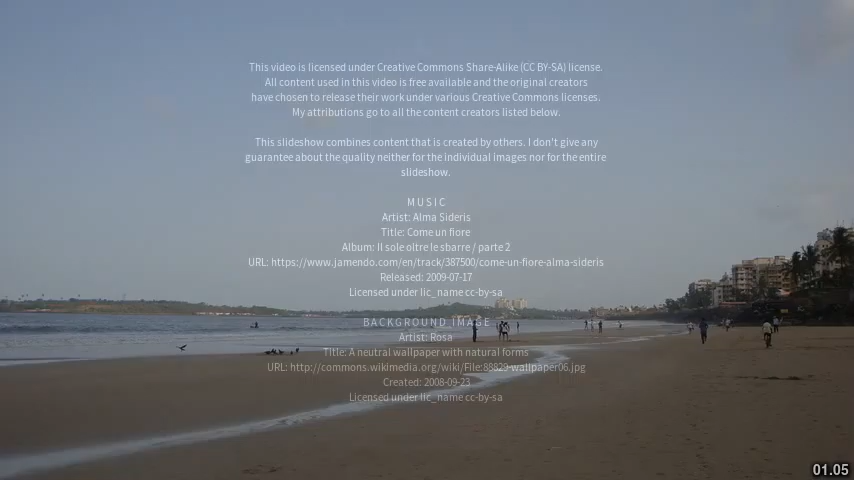 This video is licensed under Creative Commons Share-Alike (CC BY-SA) license.
All content used in this video is free available and the original creators
have chosen to release their work under various Creative Commons licenses.
My attributions go to all the content creators listed below.
This slideshow combines content that is created by others. I don't give any
guarantee about the quality neither for the individual images nor for the entire
slideshow.
MUSIC
Artist: Alma Sideris
Title: Come un fiore
Album: Il sole oltre le sbarre / parte 2
URL: https://www.jamendo.com/en/track/387500/come-un-fiore-alma-sideris
Released: 2009-07-17
Licensed under lic_name cc-by-sa
BACKGROUND IMAGE
Artist: Rosa
Title: A neutral wallpaper with natural forms
URL: http://commons.wikimedia.org/wiki/File:88829-wallpaper06.jpg
Created: 2008-09-23
Licensed under lic_name cc-by-sa
01.05